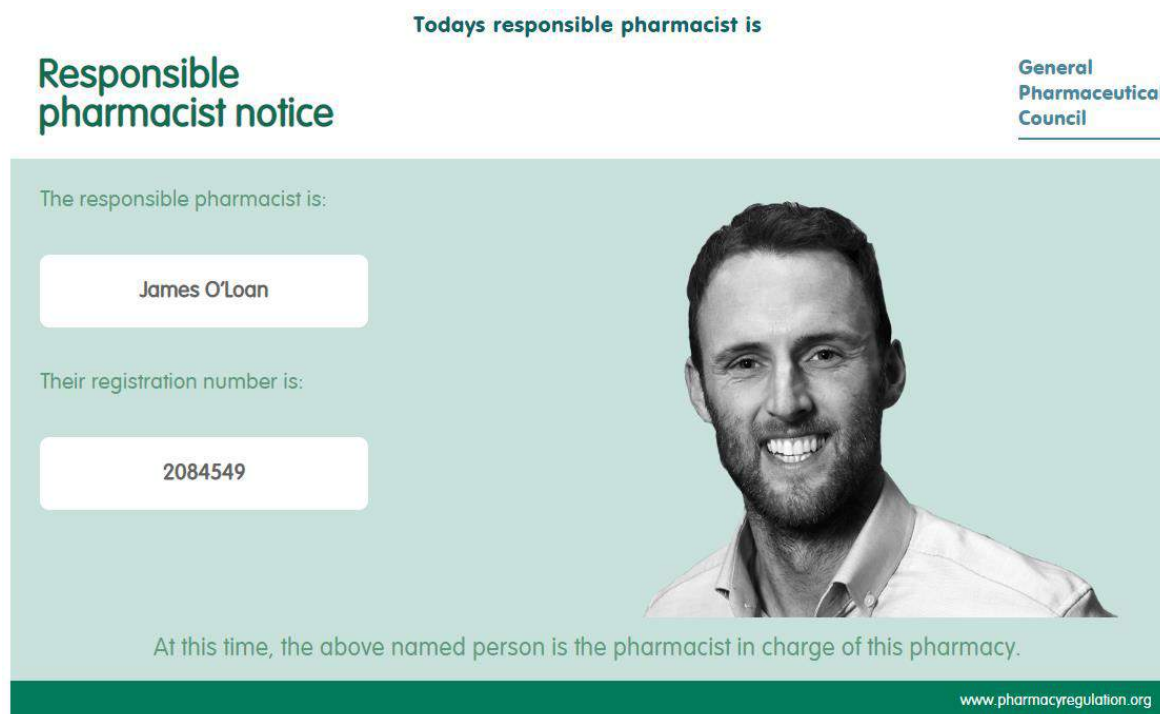 Todays responsible pharmacist is
Responsible
pharmacist notice
General
Pharmaceutical
Council
The responsible pharmacist is:
James O'Loan
Their registration number is:
2084549
At this time, the above named person is the pharmacist in charge of this pharmacy.
www.pharmacyregulation.org